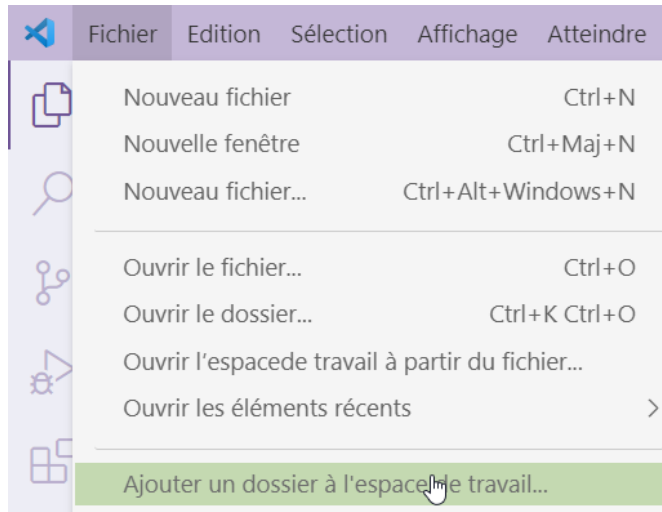 Fichier Edition Sélection Affichage Atteindre
Nouveau fichier Ctrl+N
Nouvelle fenêtre Ctrl+Maj+N
Nouveau fichier... Ctrl+Alt+Windows+N
Ouvrir le fichier... Ctrl+O
Ouvrir le dossier... Ctrl+K Ctrl+O
Ouvrir l'espacede travail à partir du fichier...
Ouvrir les éléments récents
Ajouter un dossier à l'espace de travail...